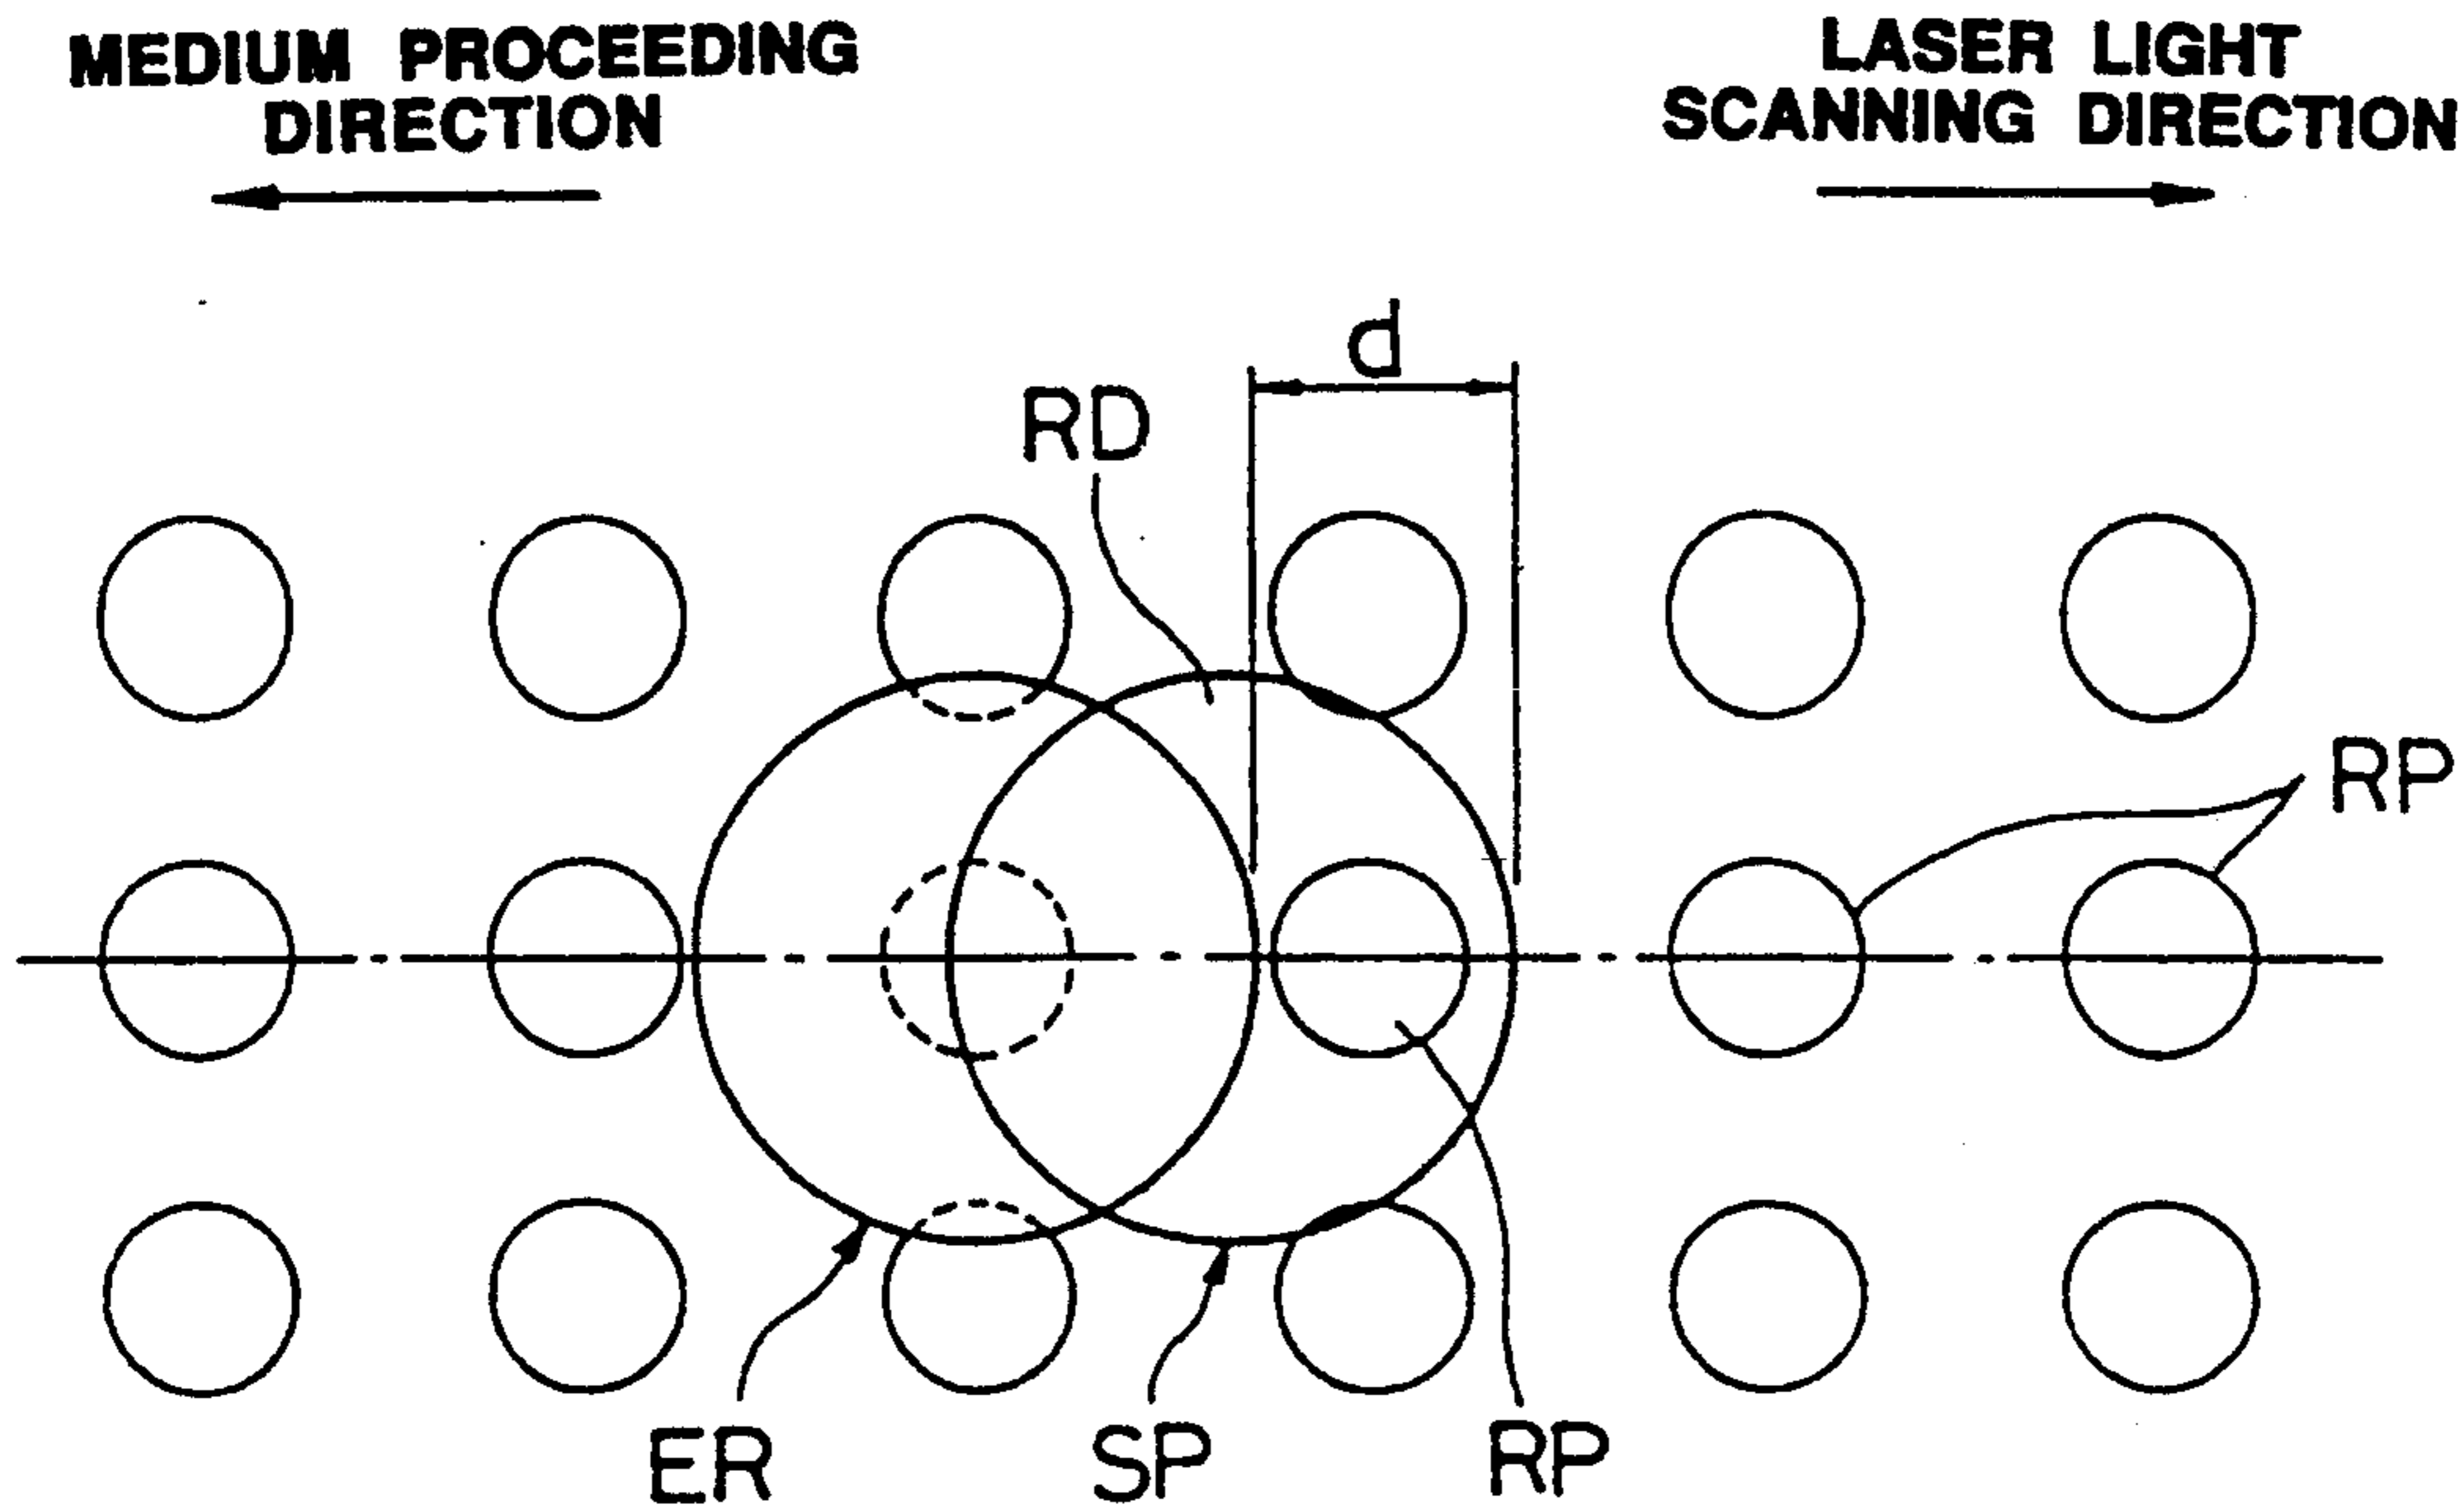 MEDIUM PROCEEDING
DIRECTION
LASER LIGHT
SCANNING DIRECTION
d
RD
RP
ER
SP
RP